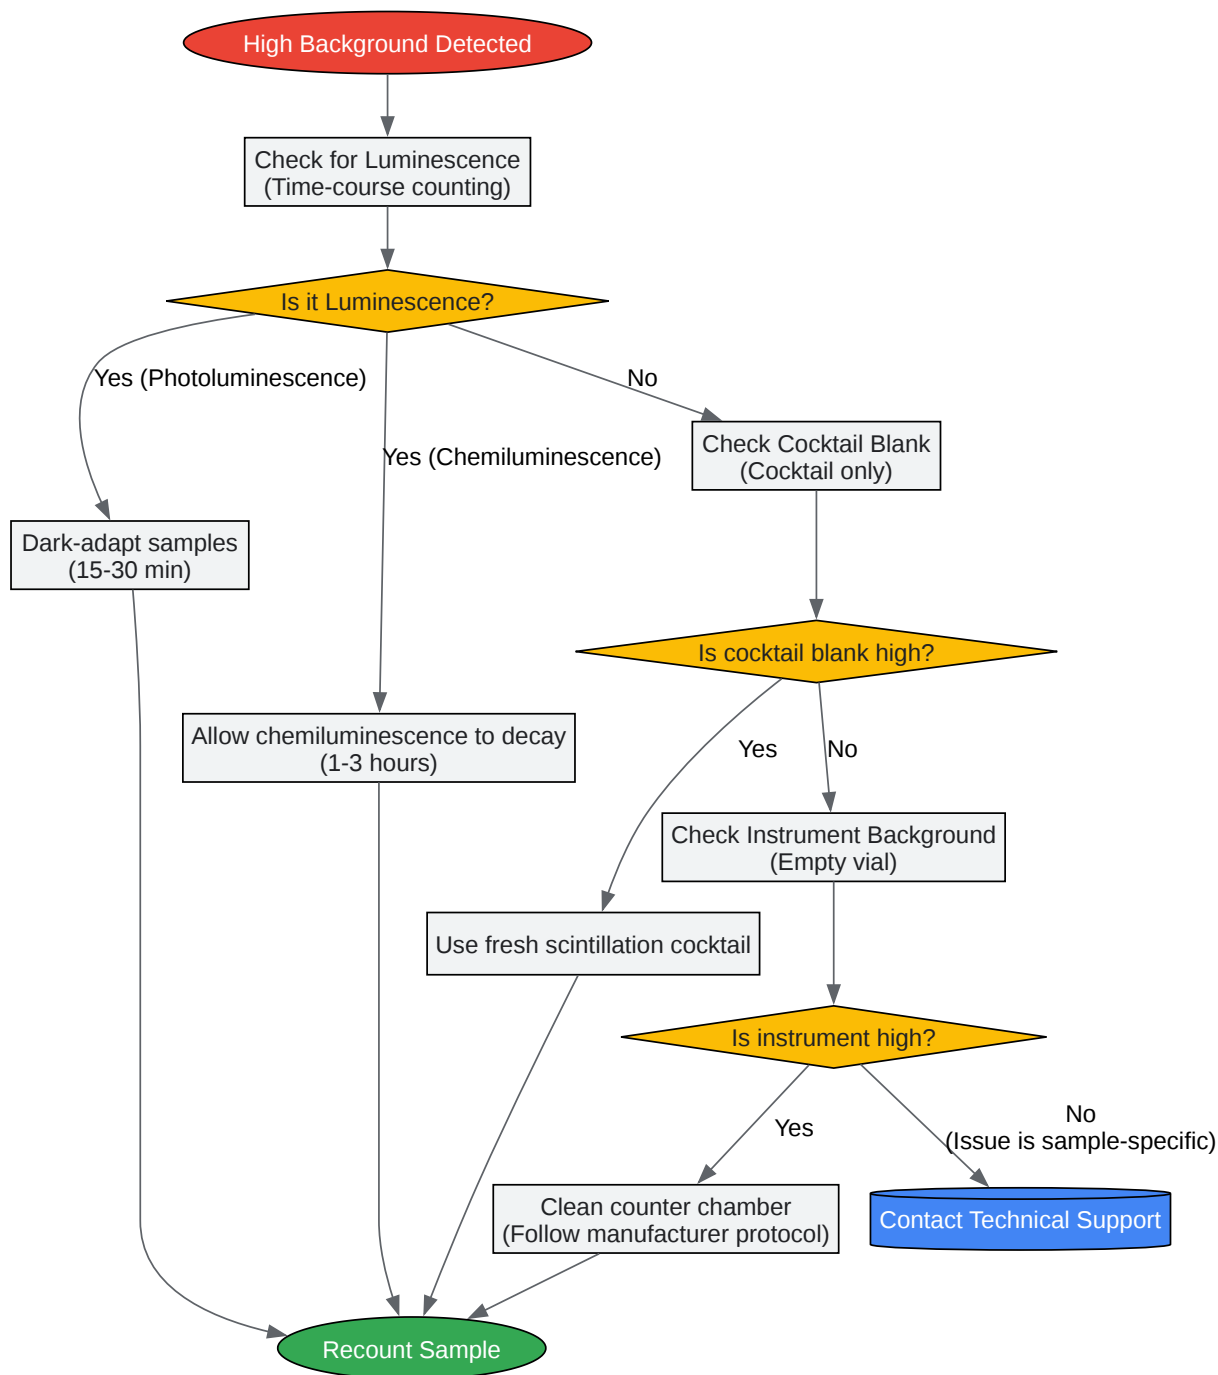 High Background Detected
Check for Luminescence
(Time-course counting)
Is it Luminescence?
Yes (Photoluminescence)
No
Check Cocktail Blank
(Cocktail only)
Yes (Chemiluminescence)
Dark-adapt samples
(15-30 min)
Is cocktail blank high?
Allow chemiluminescence to decay
(1-3 hours)
Yes
No
Check Instrument Background
(Empty vial)
Use fresh scintillation cocktail
Is instrument high?
Yes
No
(Issue is sample-specific)
Clean counter chamber
(Follow manufacturer protocol)
Contact Technical Support
Recount Sample